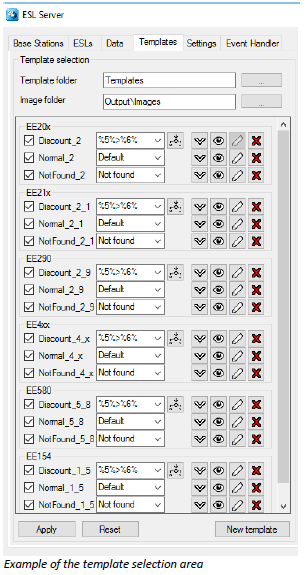 ESL Server
Base Stations ESLs Data Templates Settings Event Handler
Template selection
Template folder Templates ...
Image folder Output\Images ...
EE20x
Discount_2 %5%>%6%
Normal_2 Default
NotFound_2 Not found
EE21x
Discount_2_1 %5%>%6%
Normal_2_1 Default
NotFound_2_1 Not found
EE290
Discount_2_9 %5%>%6%
Normal_2_9 Default
NotFound_2_9 Not found
EE4xx
Discount_4_x %5%>%6%
Normal_4_x Default
NotFound_4_x Not found
EE580
Discount_5_8 %5%>%6%
Normal_5_8 Default
NotFound_5_8 Not found
EE154
Discount_1_5 %5%>%6%
Normal_1_5 Default
NotFound_1_5 Not found
Apply Reset New template
Example of the template selection area